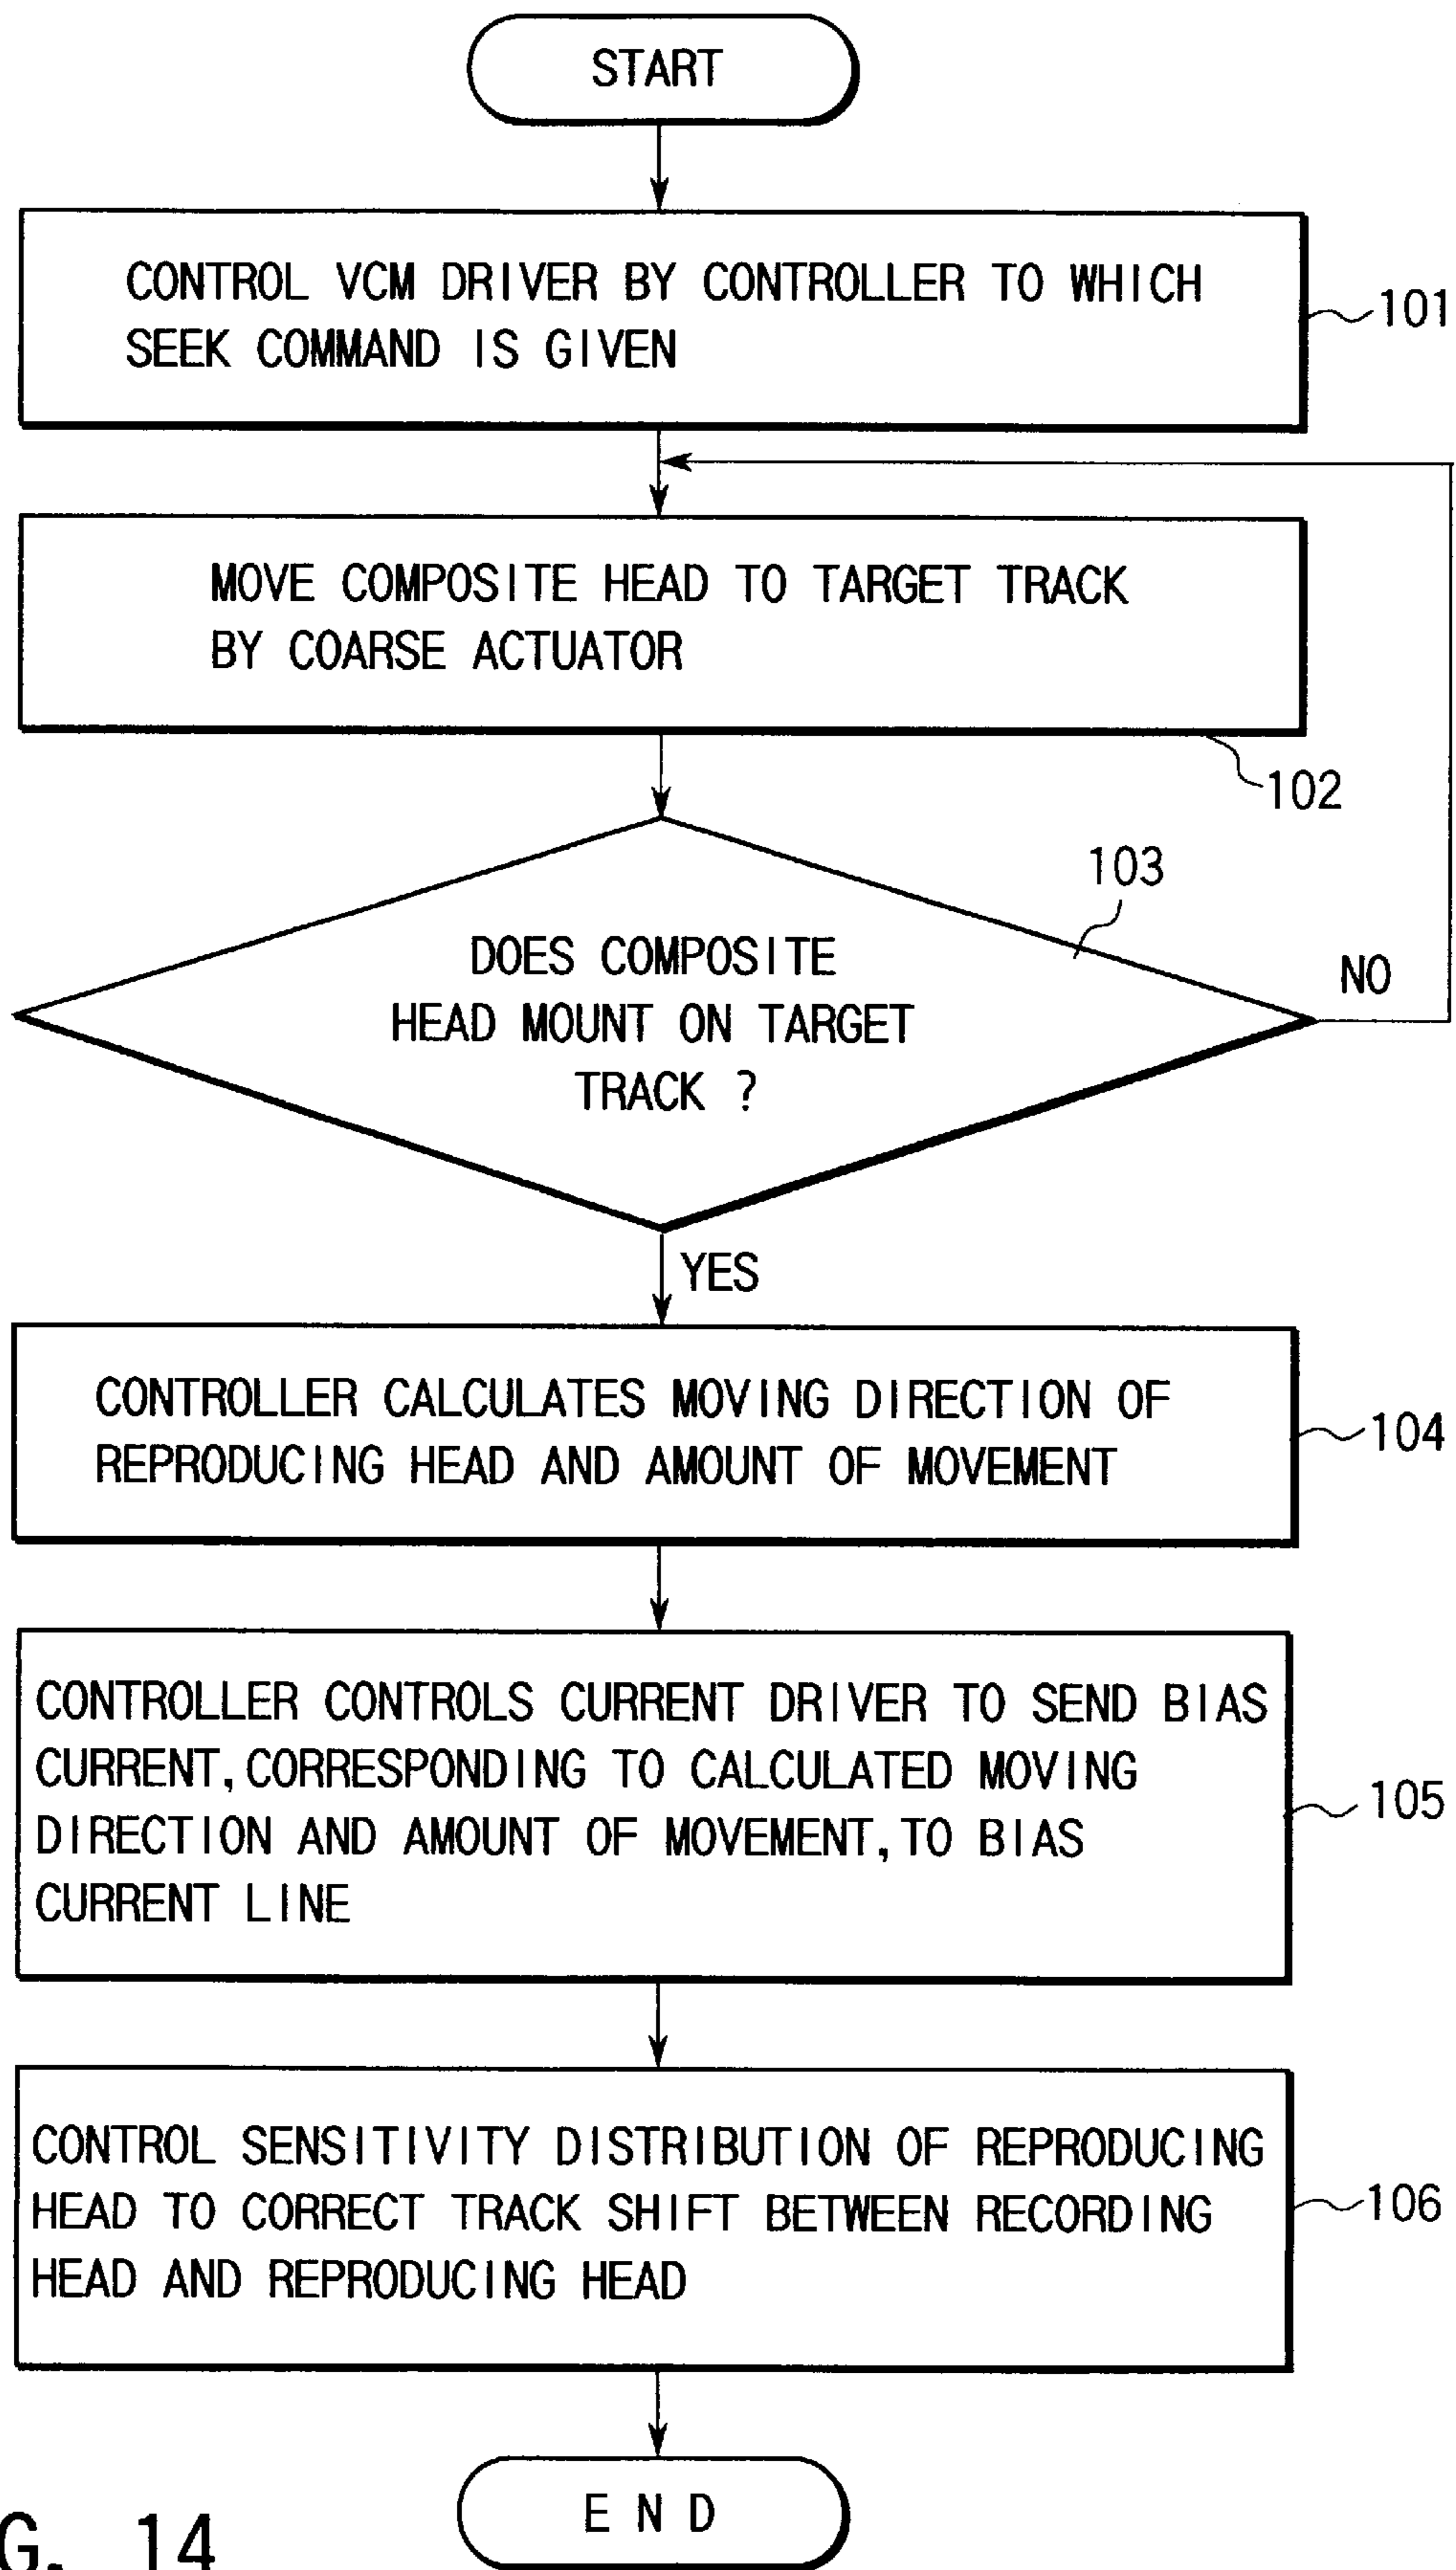 START
CONTROL VCM DRIVER BY CONTROLLER TO WHICH
SEEK COMMAND IS GIVEN
101
MOVE COMPOSITE HEAD TO TARGET TRACK
BY COARSE ACTUATOR
102
103
DOES COMPOSITE
HEAD MOUNT ON TARGET
TRACK ?
NO
YES
CONTROLLER CALCULATES MOVING DIRECTION OF
REPRODUCING HEAD AND AMOUNT OF MOVEMENT
104
CONTROLLER CONTROLS CURRENT DRIVER TO SEND BIAS
CURRENT, CORRESPONDING TO CALCULATED MOVING
DIRECTION AND AMOUNT OF MOVEMENT, TO BIAS
CURRENT LINE
105
CONTROL SENSITIVITY DISTRIBUTION OF REPRODUCING
HEAD TO CORRECT TRACK SHIFT BETWEEN RECORDING
HEAD AND REPRODUCING HEAD
106
END
G. 14